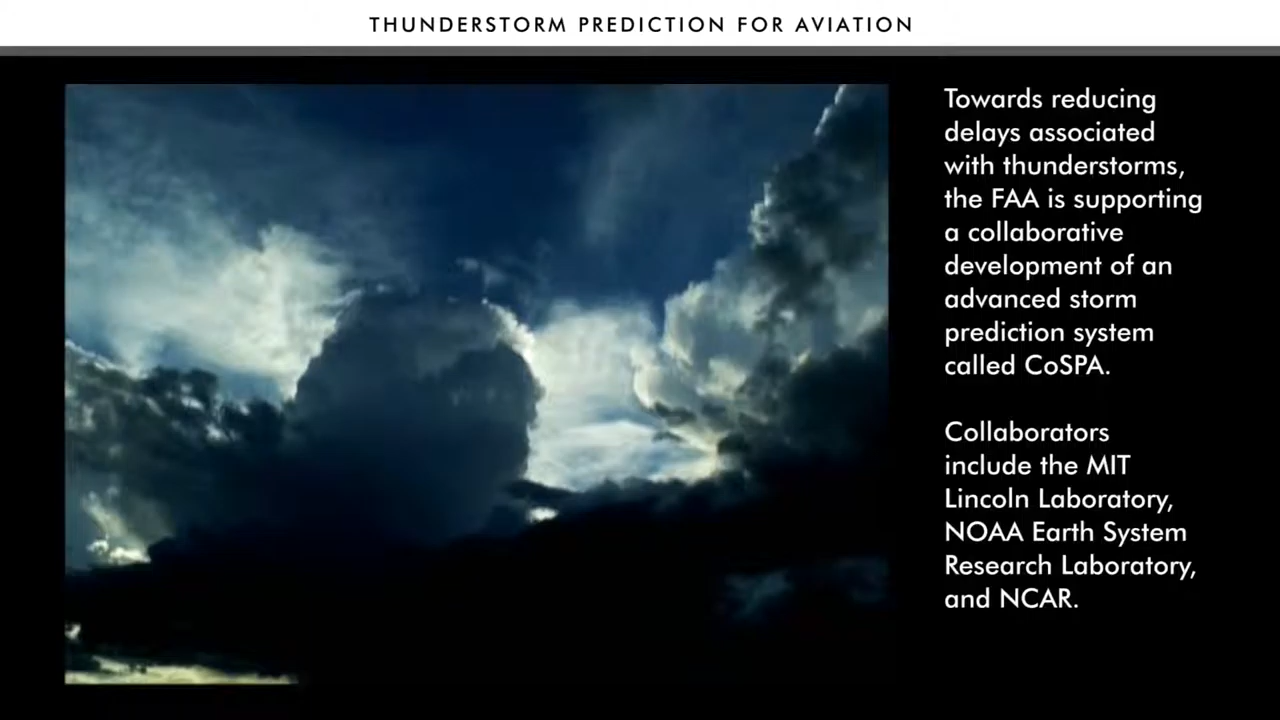 THUNDERSTORM PREDICTION FOR AVIATION
Towards reducing
delays associated
with thunderstorms,
the FAA is supporting
a collaborative
development of an
advanced storm
prediction system
called CoSPA.
Collaborators
include the MIT
Lincoln Laboratory,
NOAA Earth System
Research Laboratory,
and NCAR.